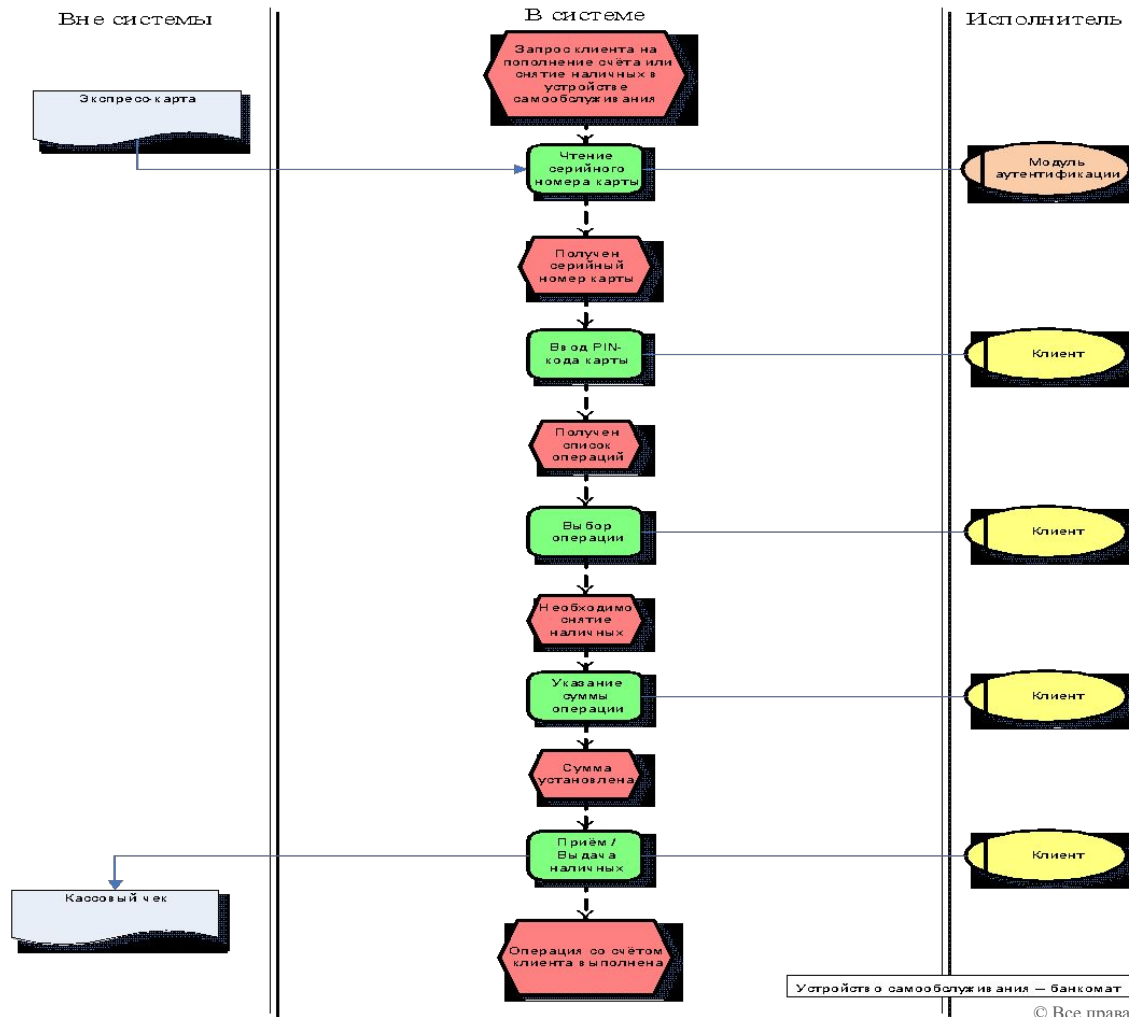 Вне системы
В системе
Исполнитель
Запрос клиента на
пополнение счёта или
снятие наличных в
устройстве
самообслуживания
Экспресс-карта
Чтение
серийного
номера карты
Модуль
аутентификации
Получен
серийный
номер карты
Ввод PIN-
кода карты
Клиент
Получен
список
операций
Выбор
операции
Клиент
Необходимо
снятие
наличных
Указание
суммы
операции
Клиент
Сумма
установлена
Приём /
Выдача
наличных
Клиент
Кассовый чек
Операция со счётом
клиента выполнена
Устройство самообслуживания – банкомат
© Все права